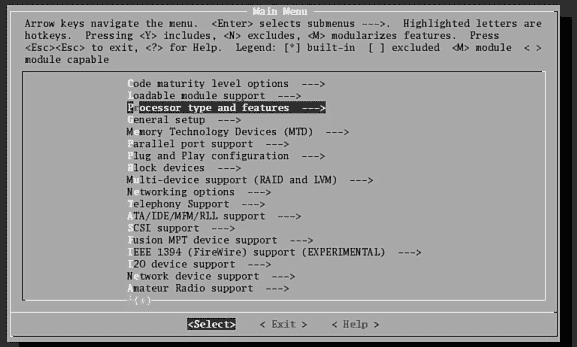 Main Menu
Arrow keys navigate the menu. <Enter> selects submenus --->. Highlighted letters are
hotkeys. Pressing <Y> includes, <N> excludes, <M> modularizes features. Press
<Esc><Esc> to exit, <?> for Help. Legend: [*] built-in [ ] excluded <M> module < >
module capable
Code maturity level options --->
Loadable module support --->
Processor type and features --->
General setup --->
Memory Technology Devices (MTD) --->
Parallel port support --->
Plug and Play configuration --->
Block devices --->
Multi-device support (RAID and LVM) --->
Networking options --->
Telephony Support --->
ATA/IDE/MFM/RLL support --->
SCSI support --->
Fusion MPT device support --->
IEEE 1394 (FireWire) support (EXPERIMENTAL) --->
I2O device support --->
Network device support --->
Amateur Radio support --->
<Select> < Exit > < Help >